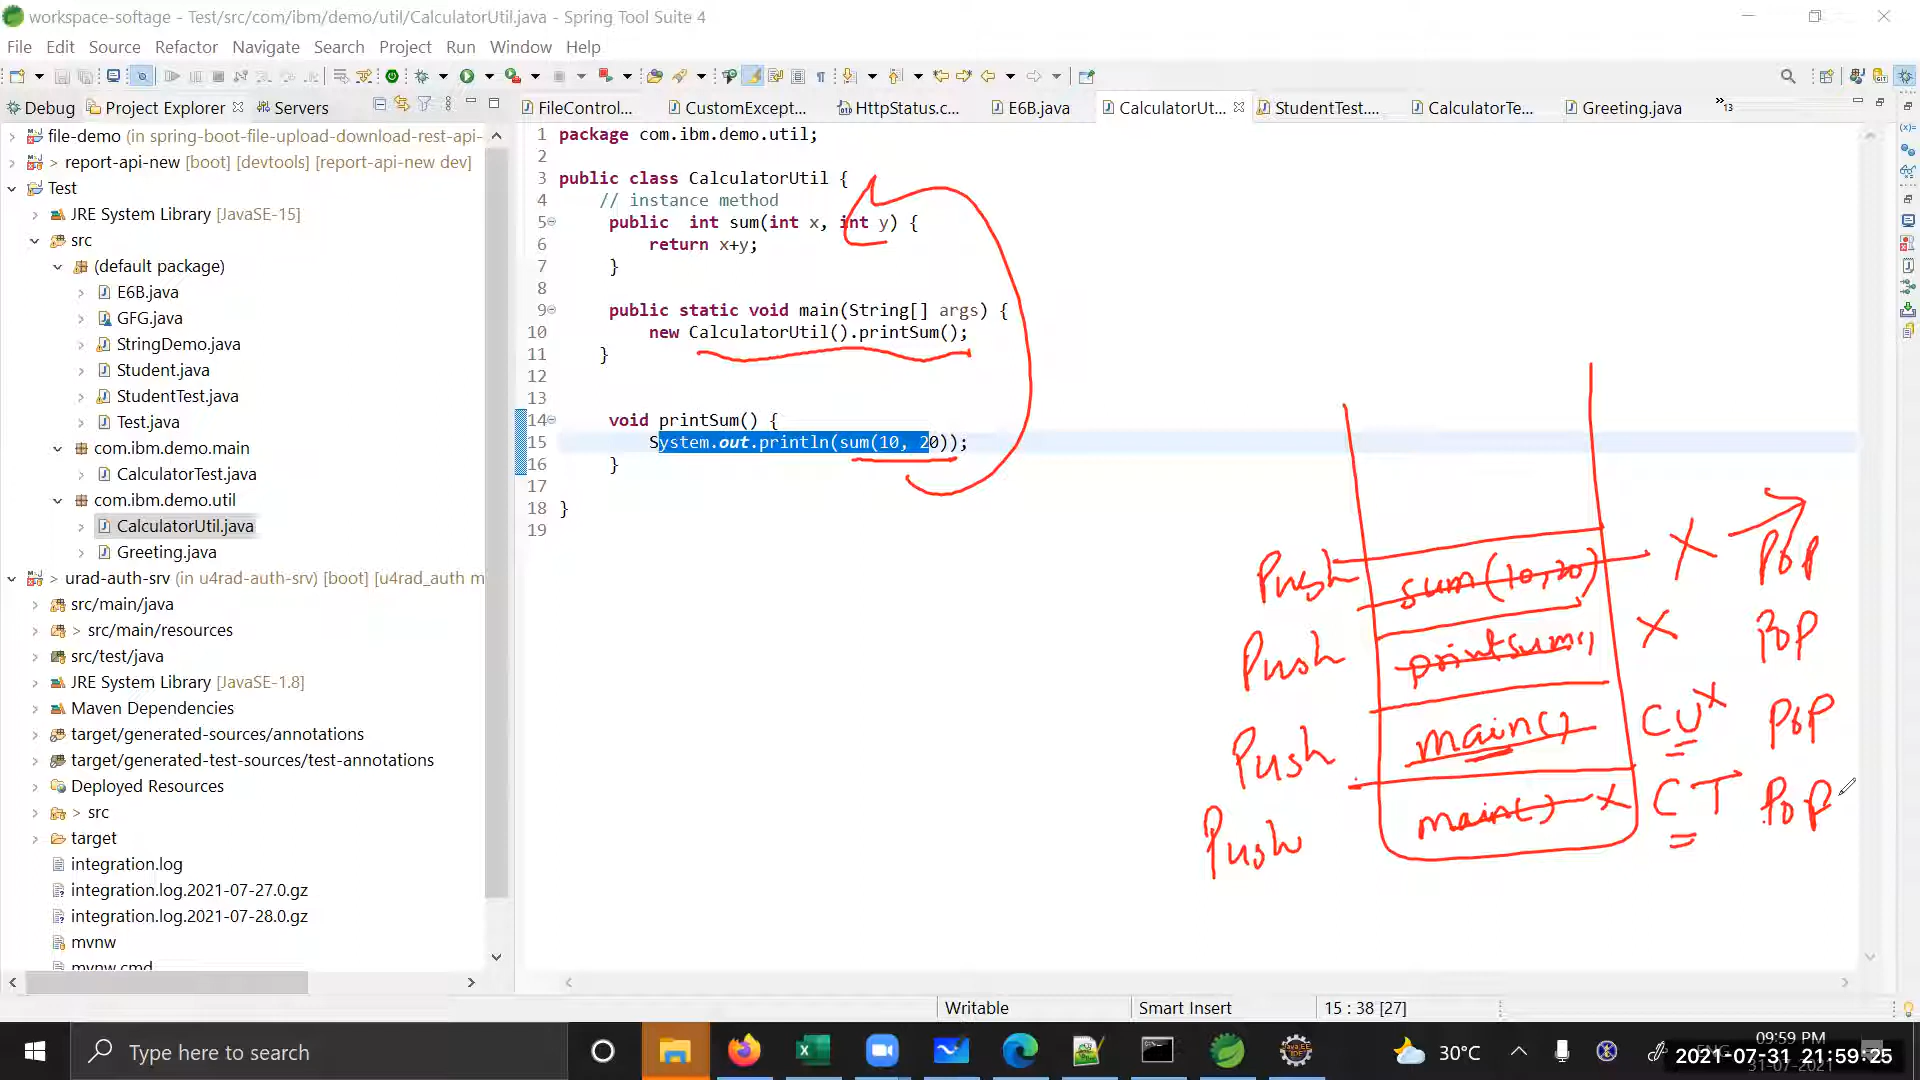 workspace-softage - Test/src/com/ibm/demo/util/CalculatorUtil.java - Spring Tool Suite 4
File Edit Source Refactor Navigate Search Project Run Window Help
Debug Project Explorer Servers
FileControl... CustomExcept... HttpStatus.c... E6B.java CalculatorUt... StudentTest.... CalculatorTe... Greeting.java »13
file-demo (in spring-boot-file-upload-download-rest-api-
> report-api-new [boot] [devtools] [report-api-new dev]
Test
JRE System Library [JavaSE-15]
src
(default package)
E6B.java
GFG.java
StringDemo.java
Student.java
StudentTest.java
Test.java
com.ibm.demo.main
CalculatorTest.java
com.ibm.demo.util
CalculatorUtil.java
Greeting.java
> urad-auth-srv (in u4rad-auth-srv) [boot] [u4rad_auth m
src/main/java
> src/main/resources
src/test/java
JRE System Library [JavaSE-1.8]
Maven Dependencies
target/generated-sources/annotations
target/generated-test-sources/test-annotations
Deployed Resources
> src
target
integration.log
integration.log.2021-07-27.0.gz
integration.log.2021-07-28.0.gz
mvnw
mvnw.cmd
1 package com.ibm.demo.util;
2
3 public class CalculatorUtil {
4 // instance method
5 public int sum(int x, int y) {
6 return x+y;
7 }
8
9 public static void main(String[] args) {
10 new CalculatorUtil().printSum();
11 }
12
13
14 void printSum() {
15 System.out.println(sum(10, 20));
16 }
17
18 }
19
Push sum(10,20) X POP
Push printsum() X POP
Push main() CU X POP
Push main() X CT POP
Writable Smart Insert 15 : 38 [27]
Type here to search
30°C
09:59 PM
2021-07-31 21:59:25
31-07-2021